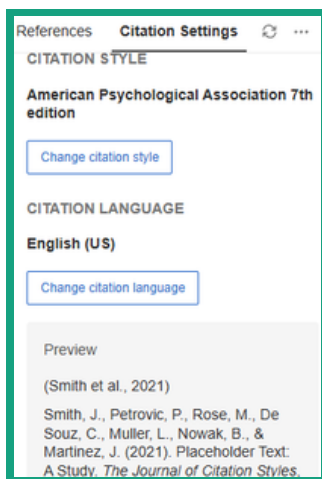 References Citation Settings
CITATION STYLE
American Psychological Association 7th
edition
Change citation style
CITATION LANGUAGE
English (US)
Change citation language
Preview
(Smith et al., 2021)
Smith, J., Petrovic, P., Rose, M., De
Souz, C., Muller, L., Nowak, B., &
Martinez, J. (2021). Placeholder Text:
A Study. The Journal of Citation Styles,